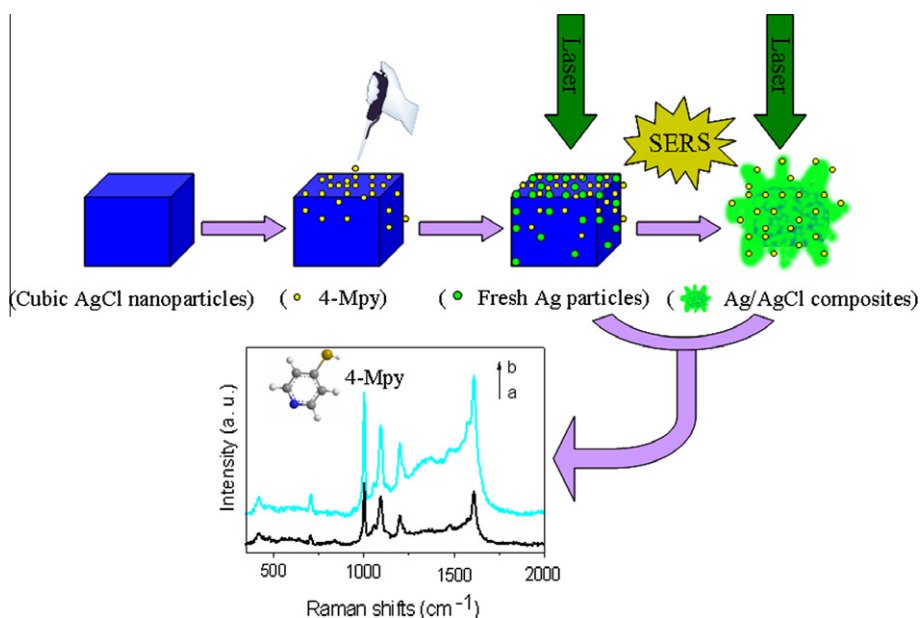 Laser
Laser
SERS
(Cubic AgCl nanoparticles)
( 4-Mpy)
( Fresh Ag particles)
( Ag/AgCl composites)
4-Mpy
b
a
Intensity (a. u.)
500 1000 1500 2000
Raman shifts (cm⁻¹)